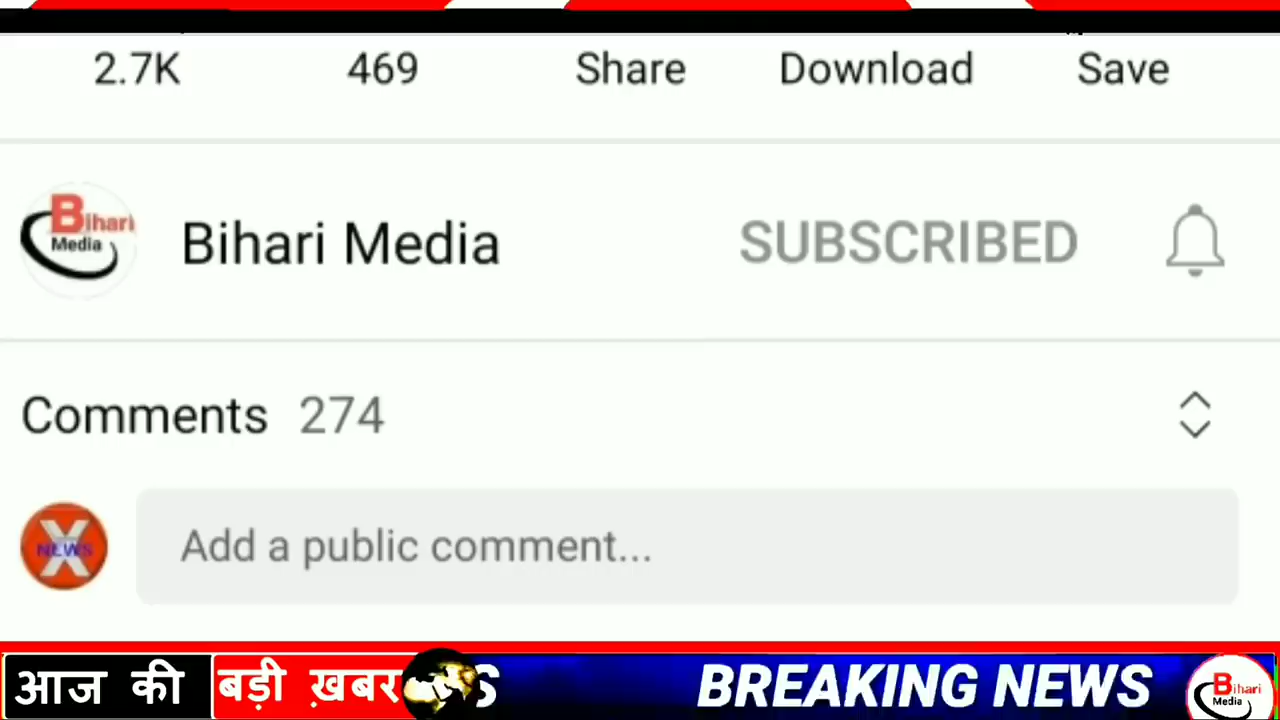 2.7K 469 Share Download Save
Bihari Media
Bihari Media SUBSCRIBED
Comments 274
X NEWS
Add a public comment...
आज की बड़ी ख़बर S BREAKING NEWS
Bihari Media